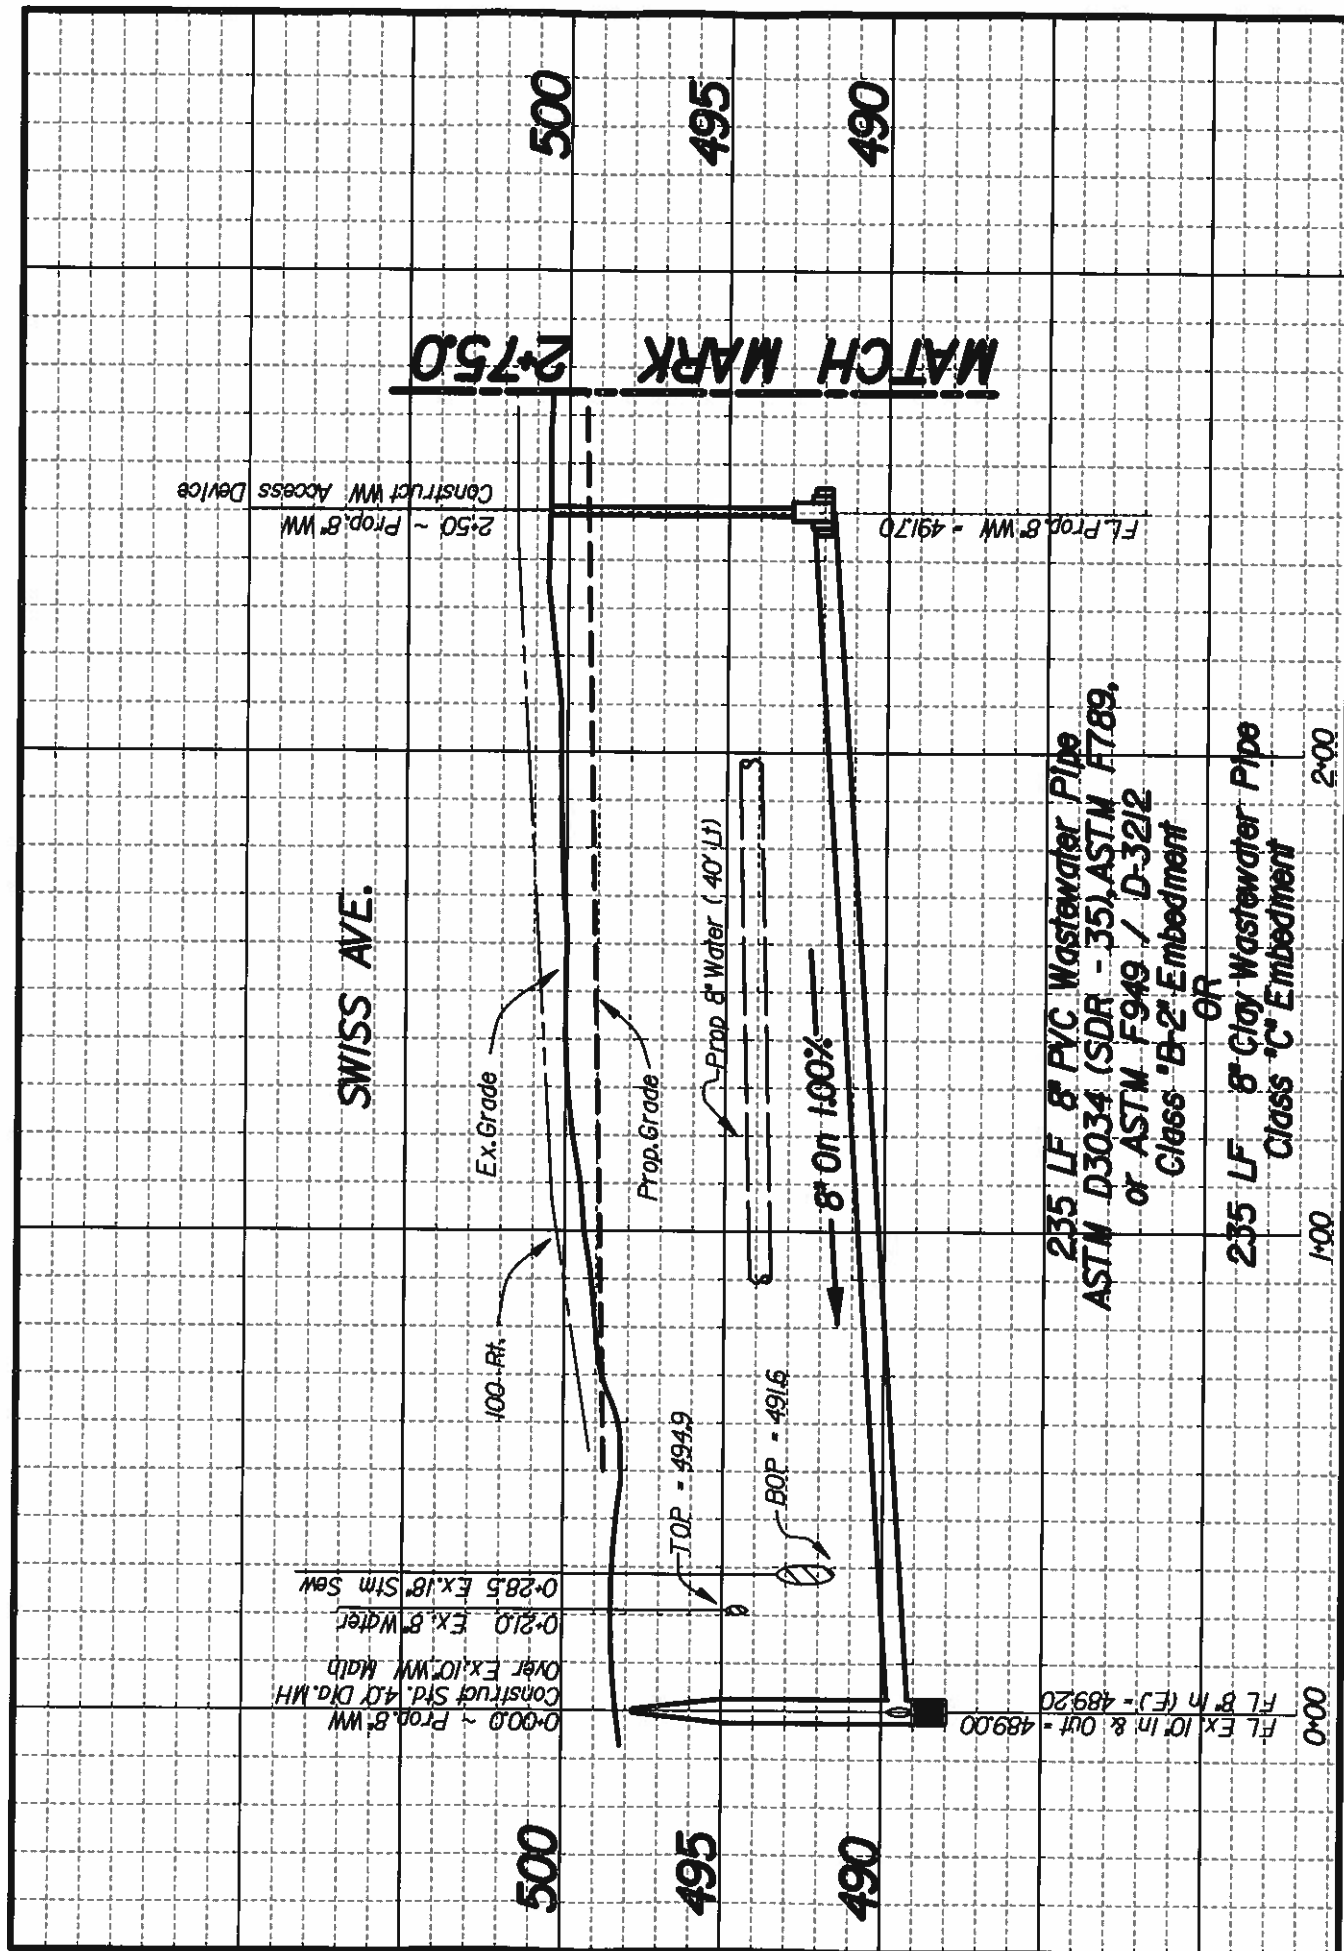 SWISS AVE.
500
495
490
500
495
490
MATCH MARK 2+75.0
2+50 ~ Prop. 8" WW
Construct WW Access Device
FL Prop. 8" WW = 491.70
Ex. Grade
Prop. Grade
100' Rt.
Prop 8" Water ( 40' Lt)
8" On 1.00%
TOP = 494.9
BOP = 491.6
0+28.5 Ex. 18" Stm Sew
0+21.0 Ex. 8" Water
0+00.0 ~ Prop. 8" WW
Construct Std. 4.0' Dia. MH
Over Ex. 10" WW Main
FL Ex 10" In & Out = 489.00
FL 8" In (E) = 489.20
235 LF 8" PVC Wastewater Pipe
ASTM D3034 (SDR - 35), ASTM F789,
or ASTM F949 / D-3212
Class "B-2" Embedment
OR
235 LF 8" Clay Wastewater Pipe
Class "C" Embedment
0+00
1+00
2+00